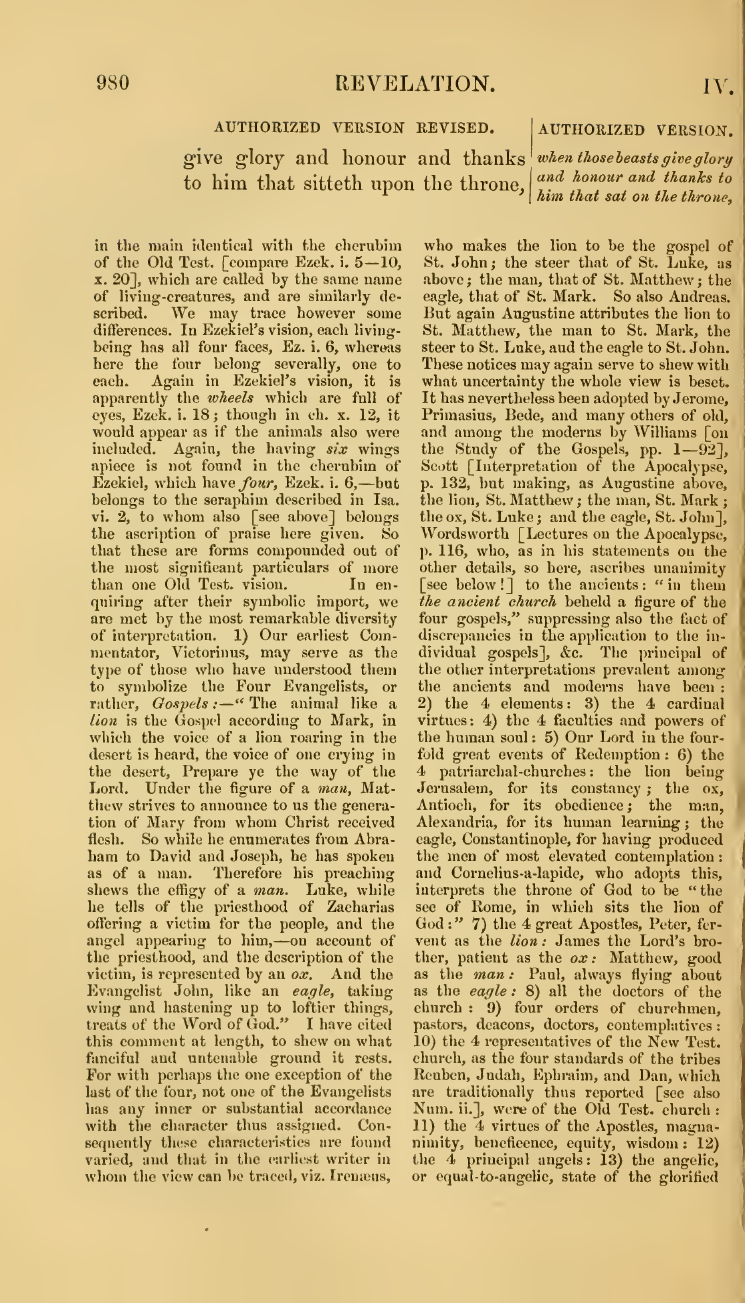 980 REVELATION. IV.
AUTHORIZED VERSION REVISED.
give glory and honour and thanks
to him that sitteth upon the throne,
AUTHORIZED VERSION.
when those beasts give glory
and honour and thanks to
him that sat on the throne,
in the main identical with the cherubim
of the Old Test. [compare Ezek. i. 5—10,
x. 20], which are called by the same name
of living-creatures, and are similarly de-
scribed. We may trace however some
differences. In Ezekiel's vision, each living-
being has all four faces, Ez. i. 6, whereas
here the four belong severally, one to
each. Again in Ezekiel's vision, it is
apparently the wheels which are full of
eyes, Ezek. i. 18; though in ch. x. 12, it
would appear as if the animals also were
included. Again, the having six wings
apiece is not found in the cherubim of
Ezekiel, which have four, Ezek. i. 6,—but
belongs to the seraphim described in Isa.
vi. 2, to whom also [see above] belongs
the ascription of praise here given. So
that these are forms compounded out of
the most significant particulars of more
than one Old Test. vision. In en-
quiring after their symbolic import, we
are met by the most remarkable diversity
of interpretation. 1) Our earliest Com-
mentator, Victorinus, may serve as the
type of those who have understood them
to symbolize the Four Evangelists, or
rather, Gospels:—“ The animal like a
lion is the Gospel according to Mark, in
which the voice of a lion roaring in the
desert is heard, the voice of one crying in
the desert, Prepare ye the way of the
Lord. Under the figure of a man, Mat-
thew strives to announce to us the genera-
tion of Mary from whom Christ received
flesh. So while he enumerates from Abra-
ham to David and Joseph, he has spoken
as of a man. Therefore his preaching
shews the effigy of a man. Luke, while
he tells of the priesthood of Zacharias
offering a victim for the people, and the
angel appearing to him,—on account of
the priesthood, and the description of the
victim, is represented by an ox. And the
Evangelist John, like an eagle, taking
wing and hastening up to loftier things,
treats of the Word of God.” I have cited
this comment at length, to shew on what
fanciful and untenable ground it rests.
For with perhaps the one exception of the
last of the four, not one of the Evangelists
has any inner or substantial accordance
with the character thus assigned. Con-
sequently these characteristics are found
varied, and that in the earliest writer in
whom the view can be traced, viz. Irenæus,
who makes the lion to be the gospel of
St. John; the steer that of St. Luke, as
above; the man, that of St. Matthew; the
eagle, that of St. Mark. So also Andreas.
But again Augustine attributes the lion to
St. Matthew, the man to St. Mark, the
steer to St. Luke, aud the eagle to St. John.
These notices may again serve to shew with
what uncertainty the whole view is beset.
It has nevertheless been adopted by Jerome,
Primasius, Bede, and many others of old,
and among the moderns by Williams [on
the Study of the Gospels, pp. 1—92],
Scott [Interpretation of the Apocalypse,
p. 132, but making, as Augustine above,
the lion, St. Matthew; the man, St. Mark;
the ox, St. Luke; and the eagle, St. John],
Wordsworth [Lectures on the Apocalypse,
p. 116, who, as in his statements on the
other details, so here, ascribes unanimity
[see below!] to the ancients: “ in them
the ancient church beheld a figure of the
four gospels,” suppressing also the fact of
discrepancies in the application to the in-
dividual gospels], &c. The principal of
the other interpretations prevalent among
the ancients and moderns have been:
2) the 4 elements: 3) the 4 cardinal
virtues: 4) the 4 faculties and powers of
the human soul: 5) Our Lord in the four-
fold great events of Redemption: 6) the
4 patriarchal-churches: the lion being
Jerusalem, for its constancy; the ox,
Antioch, for its obedience; the man,
Alexandria, for its human learning; the
eagle, Constantinople, for having produced
the men of most elevated contemplation:
and Cornelius-a-lapide, who adopts this,
interprets the throne of God to be “ the
see of Rome, in which sits the lion of
God:” 7) the 4 great Apostles, Peter, fer-
vent as the lion: James the Lord's bro-
ther, patient as the ox: Matthew, good
as the man: Paul, always flying about
as the eagle: 8) all the doctors of the
church: 9) four orders of churchmen,
pastors, deacons, doctors, contemplatives:
10) the 4 representatives of the New Test.
church, as the four standards of the tribes
Reuben, Judah, Ephraim, and Dan, which
are traditionally thus reported [see also
Num. ii.], were of the Old Test. church:
11) the 4 virtues of the Apostles, magna-
nimity, beneficence, equity, wisdom: 12)
the 4 principal angels: 13) the angelic,
or equal-to-angelic, state of the glorified